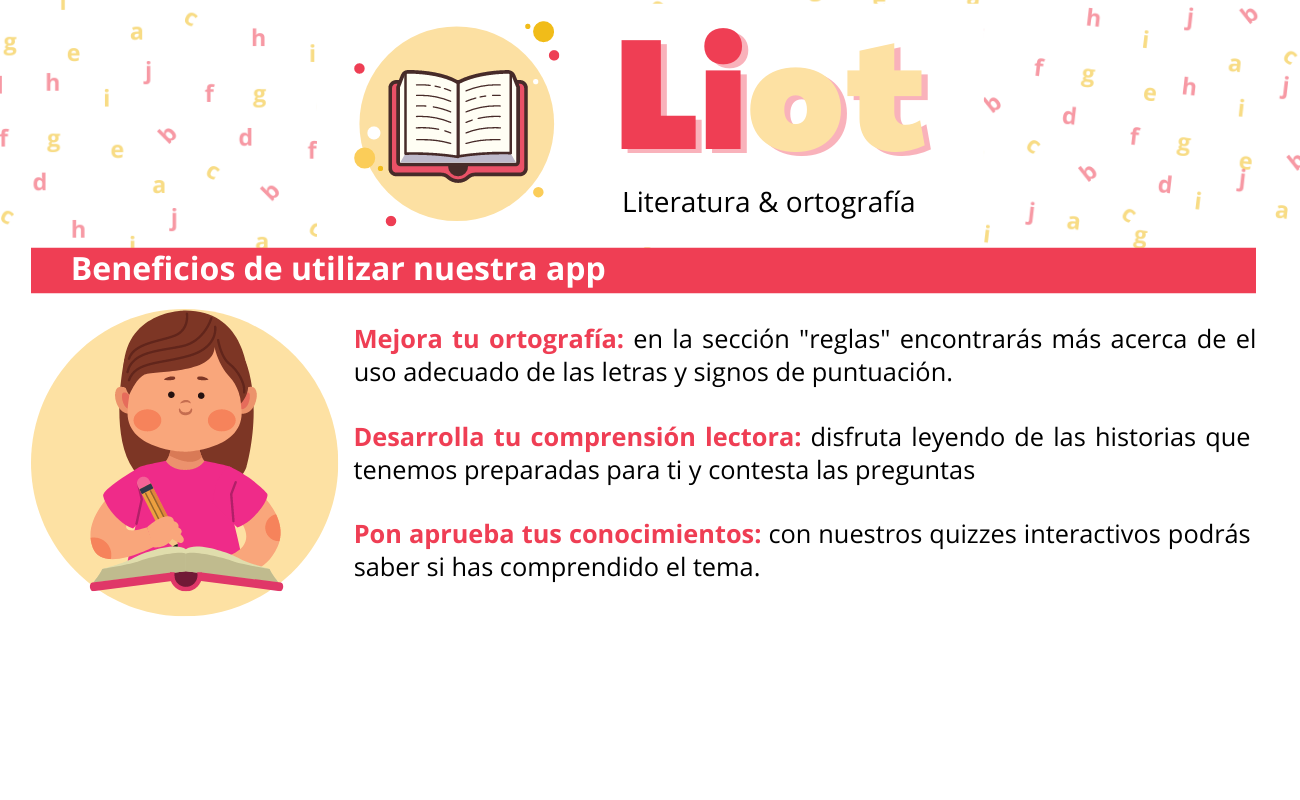 Liot
Literatura & ortografía
Beneficios de utilizar nuestra app
Mejora tu ortografía: en la sección "reglas" encontrarás más acerca de el
uso adecuado de las letras y signos de puntuación.
Desarrolla tu comprensión lectora: disfruta leyendo de las historias que
tenemos preparadas para ti y contesta las preguntas
Pon aprueba tus conocimientos: con nuestros quizzes interactivos podrás
saber si has comprendido el tema.